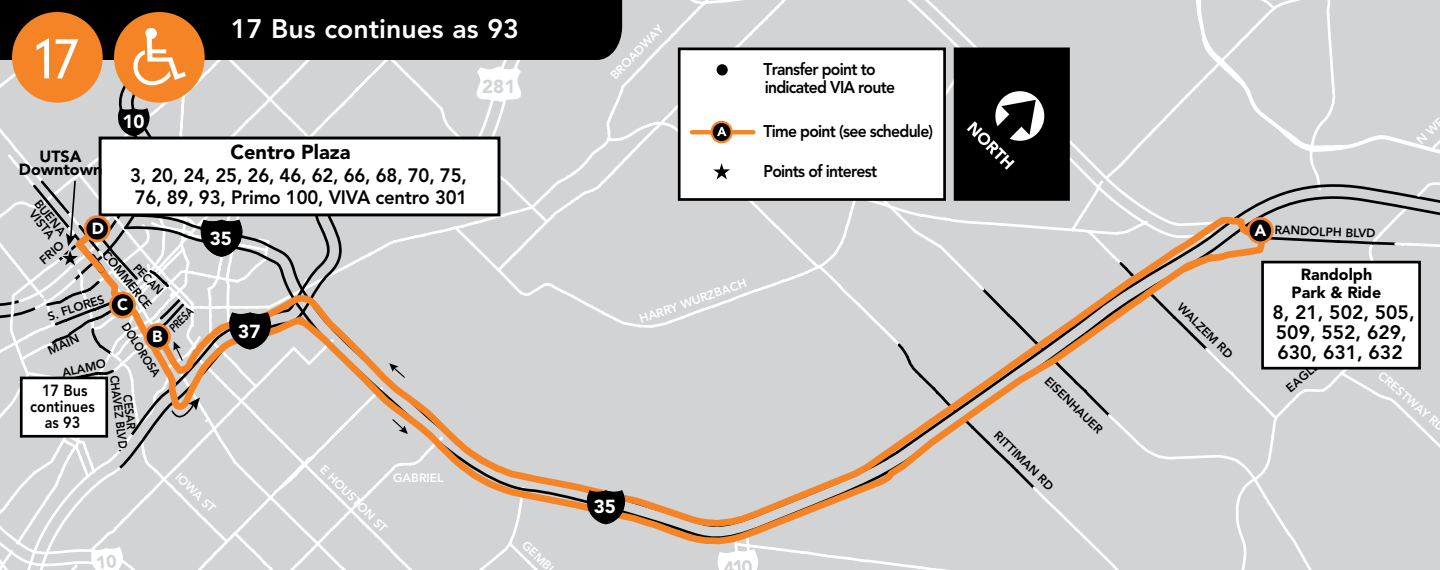 17
17 Bus continues as 93
BROADWAY
281
10
Transfer point to
indicated VIA route
A
Time point (see schedule)
Points of interest
NORTH
UTSA
Downtown
Centro Plaza
3, 20, 24, 25, 26, 46, 62, 66, 68, 70, 75,
76, 89, 93, Primo 100, VIVA centro 301
BUENA
VISTA
FRIO
D
35
COMMERCE
PECAN
PRESA
S. FLORES
C
MAIN
DOLOROSA
B
37
ALAMO
CESAR
CHAVEZ BLVD.
17 Bus
continues
as 93
HARRY WURZBACH
A
RANDOLPH BLVD
Randolph
Park & Ride
8, 21, 502, 505,
509, 552, 629,
630, 631, 632
WALZEM RD
EISENHAUER
RITTIMAN RD
CRESTWAY RD
IOWA ST
E HOUSTON ST
GABRIEL
35
10
410